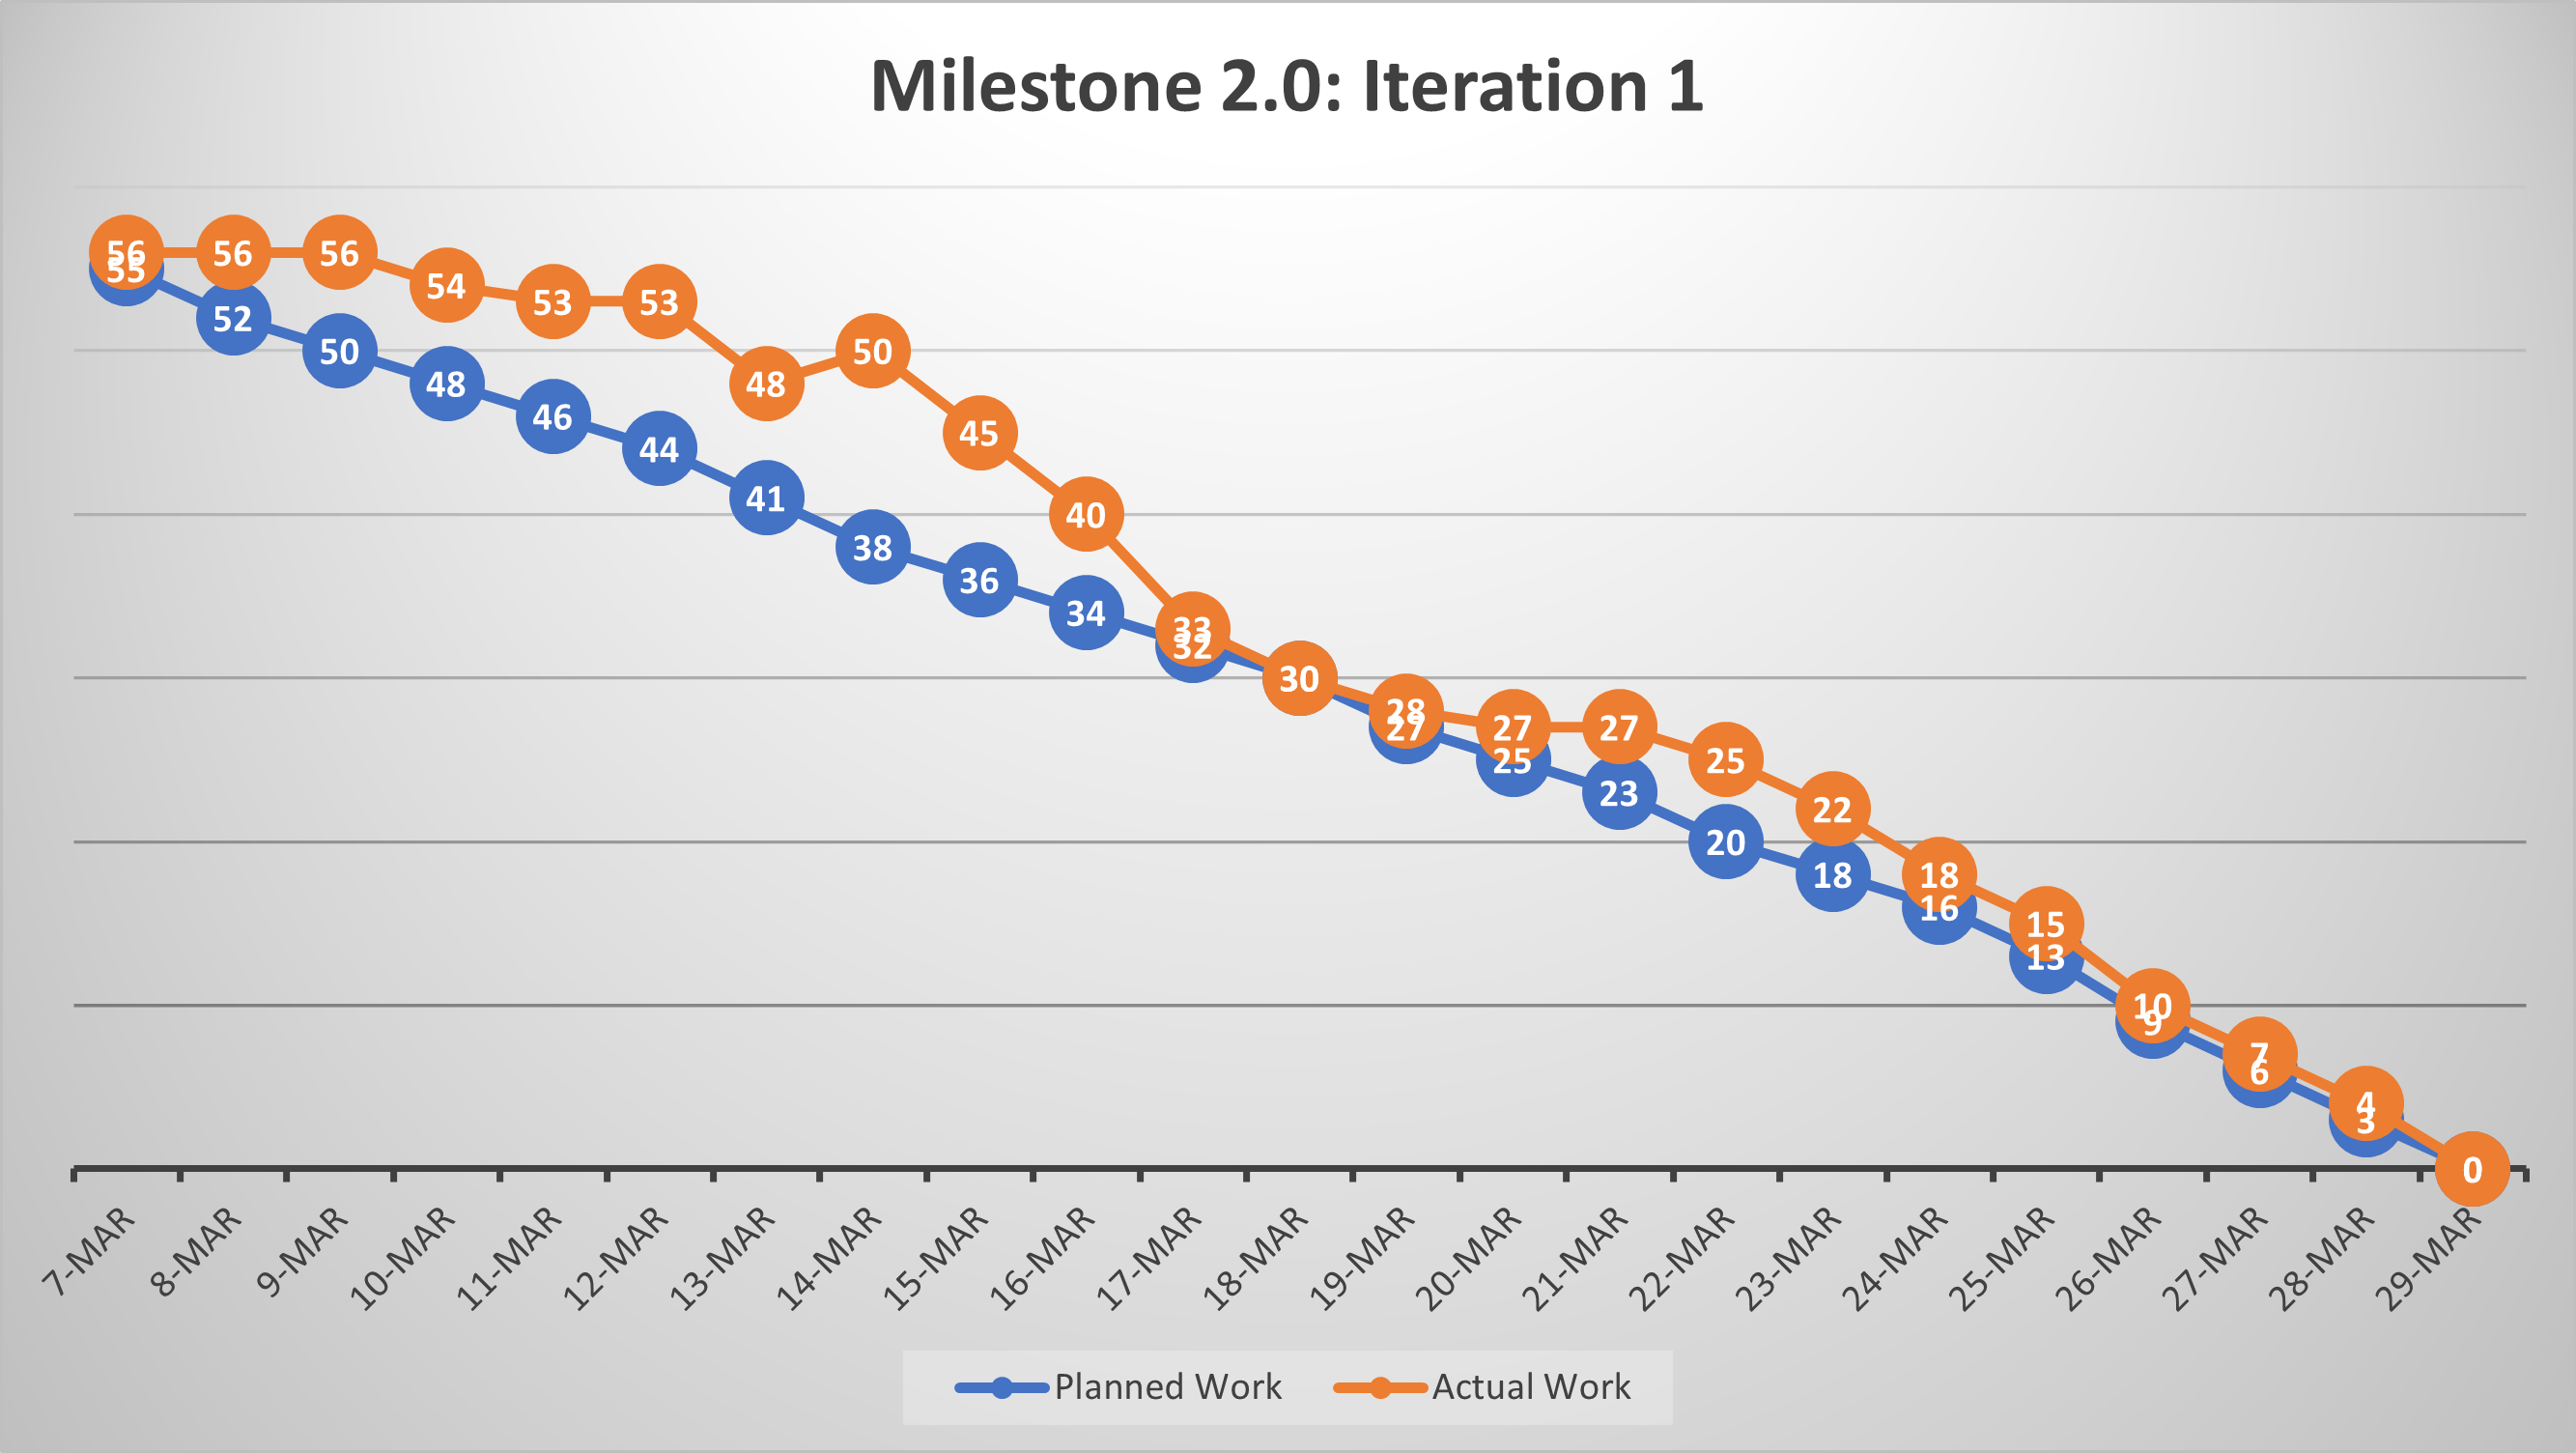 Milestone 2.0: Iteration 1
56 56 56 54 53 53 48 50 45 40 33 30 28 27 27 25 22 18 15 10 7 4 0
55 52 50 48 46 44 41 38 36 34 32 27 25 23 20 18 16 13 9 6 3
7-MAR
8-MAR
9-MAR
10-MAR
11-MAR
12-MAR
13-MAR
14-MAR
15-MAR
16-MAR
17-MAR
18-MAR
19-MAR
20-MAR
21-MAR
22-MAR
23-MAR
24-MAR
25-MAR
26-MAR
27-MAR
28-MAR
29-MAR
Planned Work
Actual Work